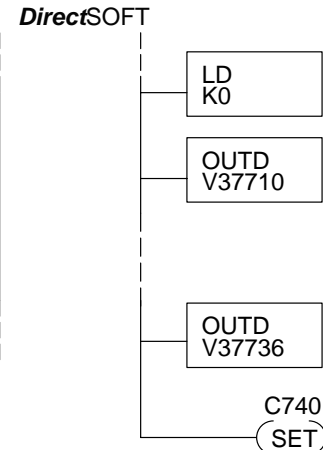 DirectSOFT
LD
K0
OUTD
V37710
OUTD
V37736
C740
SET